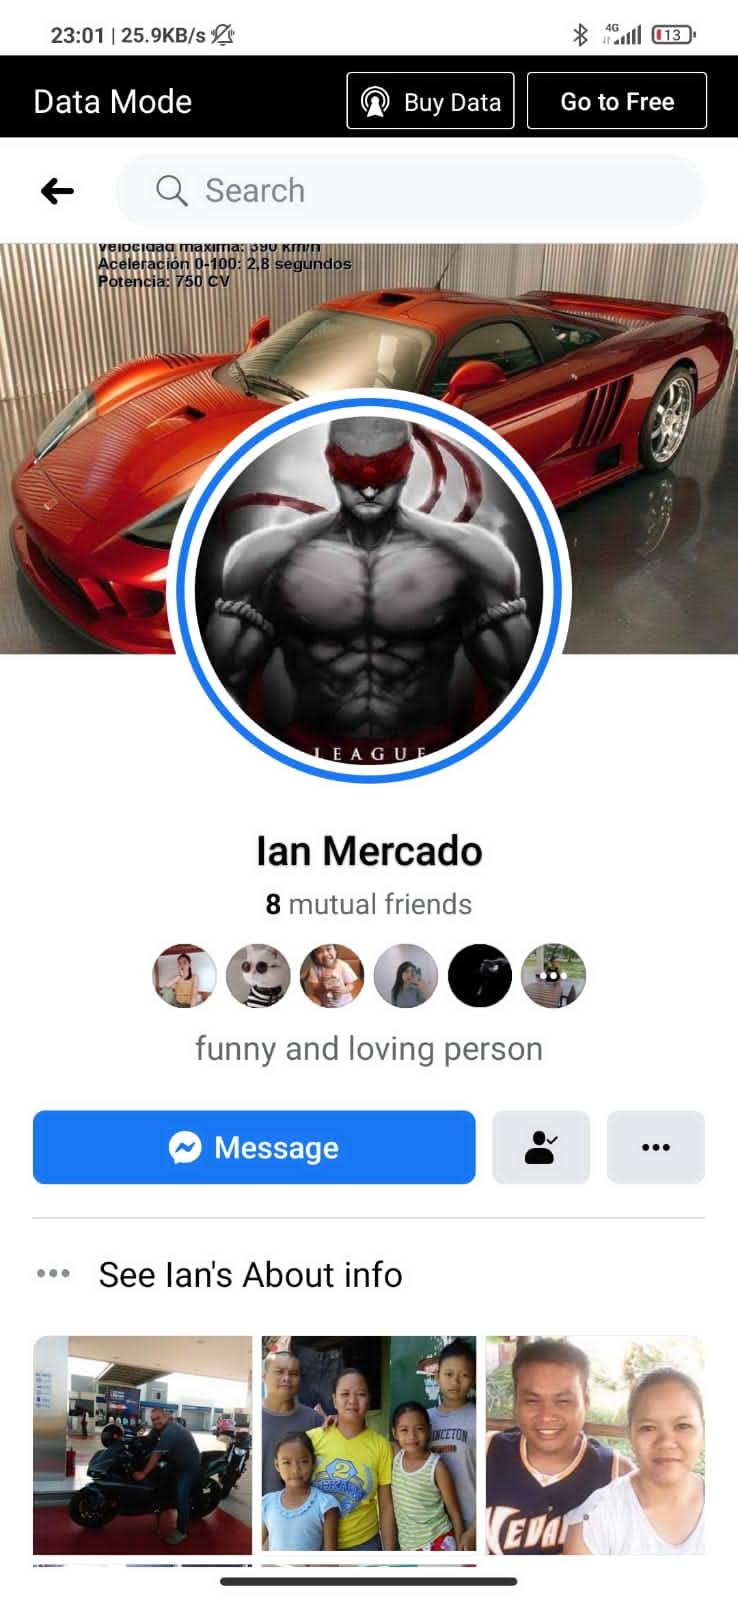 23:01 | 25.9KB/s
4G
13
Data Mode
Buy Data
Go to Free
Search
Velocidad maxima: 390 km/h
Aceleración 0-100: 2,8 segundos
Potencia: 750 CV
LEAGUE
Ian Mercado
8 mutual friends
funny and loving person
Message
See Ian's About info
2